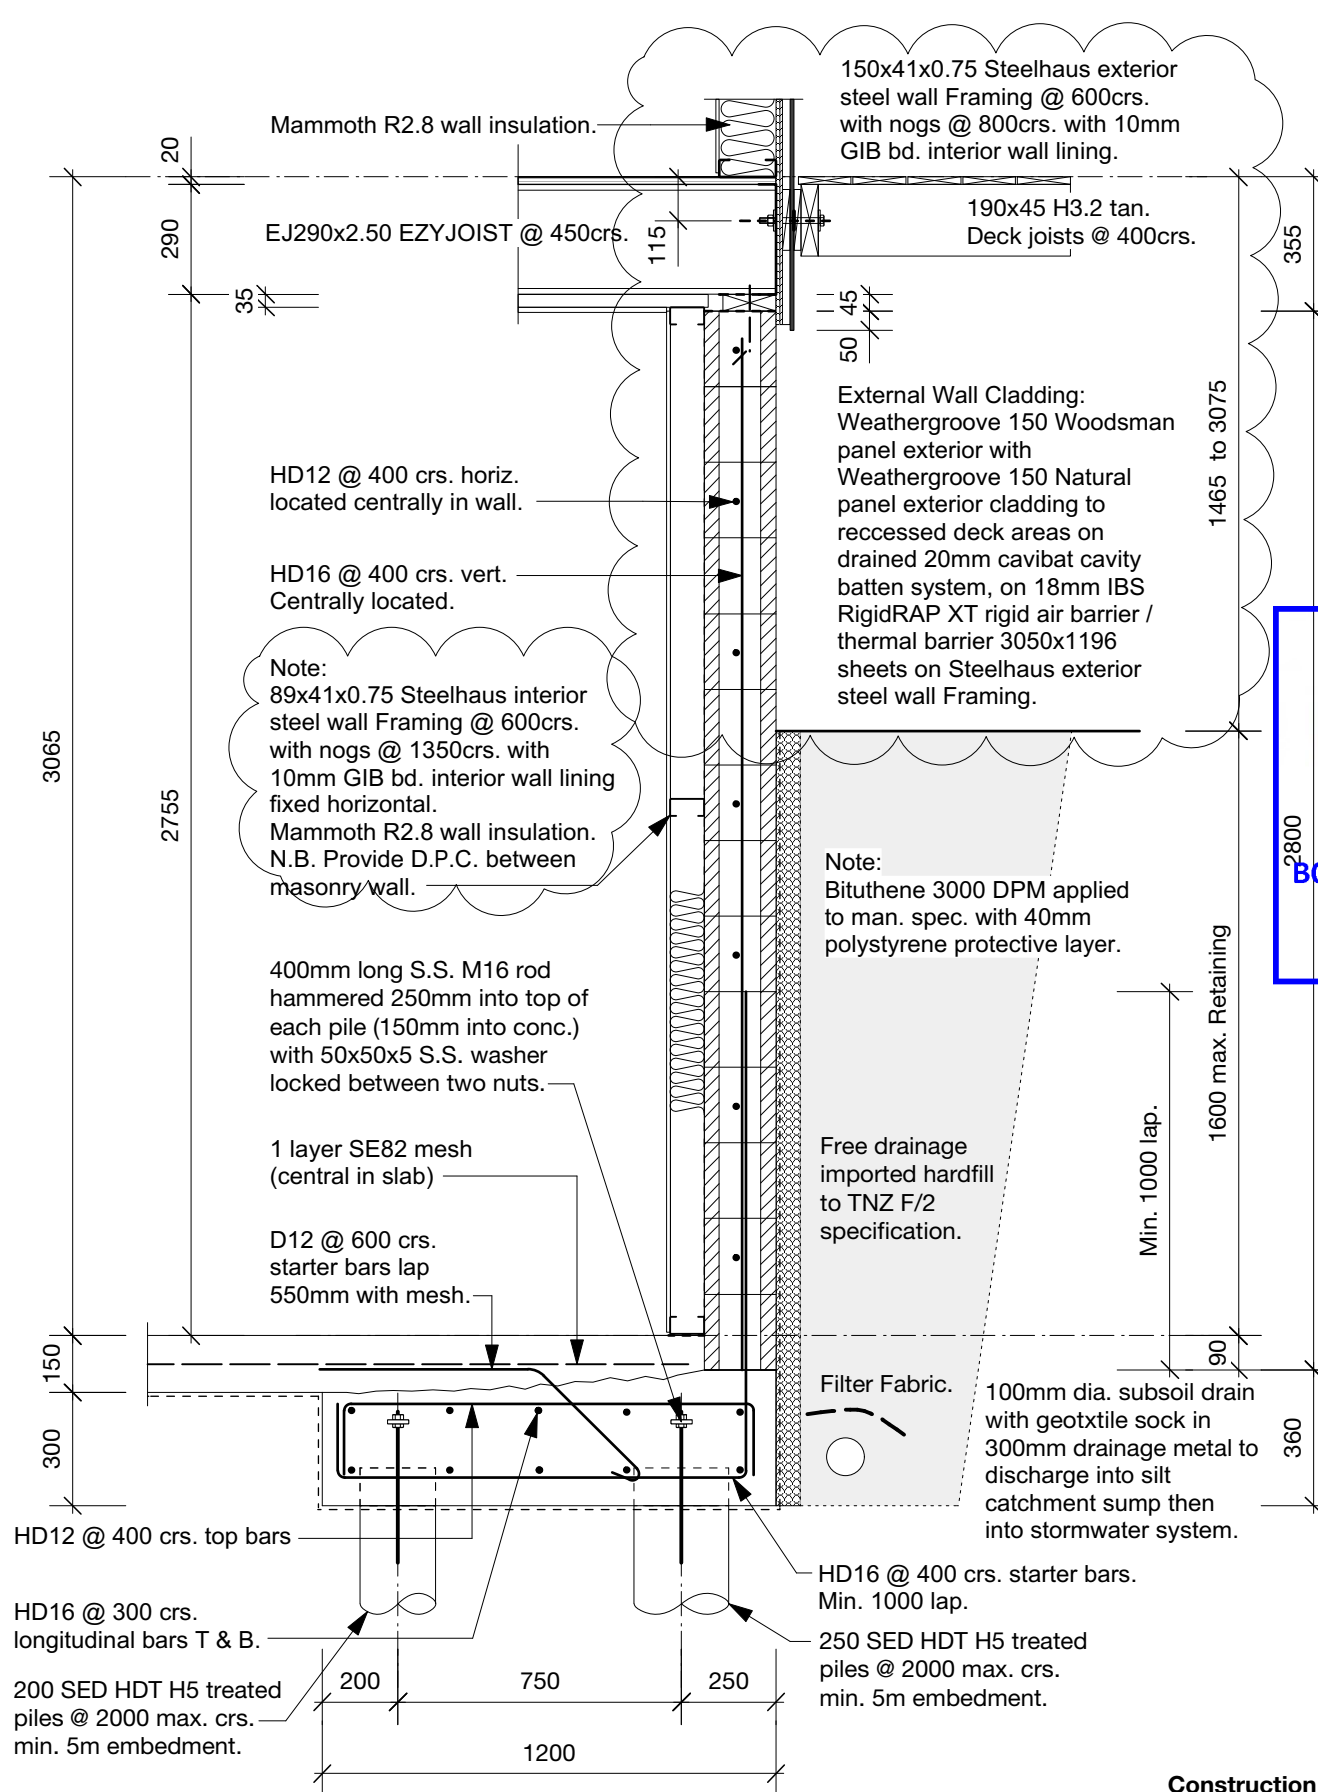 150x41x0.75 Steelhaus exterior
steel wall Framing @ 600crs.
with nogs @ 800crs. with 10mm
GIB bd. interior wall lining.
Mammoth R2.8 wall insulation.
20
190x45 H3.2 tan.
Deck joists @ 400crs.
EJ290x2.50 EZYJOIST @ 450crs.
115
290
355
35
45
50
External Wall Cladding:
Weathergroove 150 Woodsman
panel exterior with
Weathergroove 150 Natural
panel exterior cladding to
reccessed deck areas on
drained 20mm cavibat cavity
batten system, on 18mm IBS
RigidRAP XT rigid air barrier /
thermal barrier 3050x1196
sheets on Steelhaus exterior
steel wall Framing.
1465 to 3075
HD12 @ 400 crs. horiz.
located centrally in wall.
HD16 @ 400 crs. vert.
Centrally located.
Note:
89x41x0.75 Steelhaus interior
steel wall Framing @ 600crs.
with nogs @ 1350crs. with
10mm GIB bd. interior wall lining
fixed horizontal.
Mammoth R2.8 wall insulation.
N.B. Provide D.P.C. between
masonry wall.
3065
2755
2800
Note:
Bituthene 3000 DPM applied
to man. spec. with 40mm
polystyrene protective layer.
400mm long S.S. M16 rod
hammered 250mm into top of
each pile (150mm into conc.)
with 50x50x5 S.S. washer
locked between two nuts.
1600 max. Retaining
Min. 1000 lap.
1 layer SE82 mesh
(central in slab)
Free drainage
imported hardfill
to TNZ F/2
specification.
D12 @ 600 crs.
starter bars lap
550mm with mesh.
150
90
Filter Fabric.
100mm dia. subsoil drain
with geotxtile sock in
300mm drainage metal to
discharge into silt
catchment sump then
into stormwater system.
300
360
HD12 @ 400 crs. top bars
HD16 @ 400 crs. starter bars.
Min. 1000 lap.
HD16 @ 300 crs.
longitudinal bars T & B.
250 SED HDT H5 treated
piles @ 2000 max. crs.
min. 5m embedment.
200 SED HDT H5 treated
piles @ 2000 max. crs.
min. 5m embedment.
200
750
250
1200
Construction